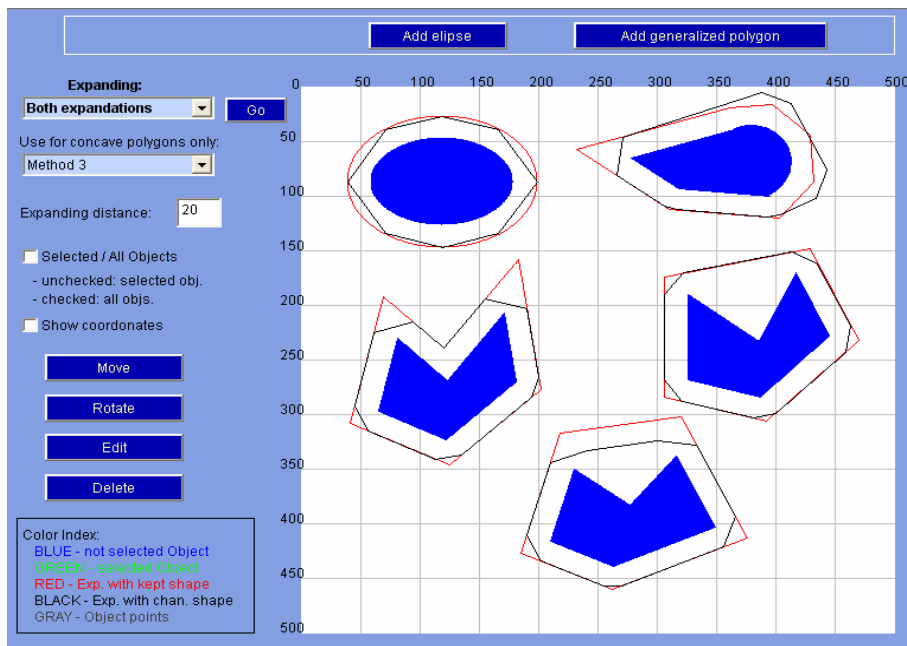 Add elipse
Add generalized polygon
Expanding:
Both expandations
Go
Use for concave polygons only:
Method 3
Expanding distance:
20
Selected / All Objects
- unchecked: selected obj.
- checked: all objs.
Show coordonates
Move
Rotate
Edit
Delete
Color Index:
BLUE - not selected Object
GREEN - selected Object
RED - Exp. with kept shape
BLACK - Exp. with chan. shape
GRAY - Object points
0
50
100
150
200
250
300
350
400
450
500
50
100
150
200
250
300
350
400
450
500